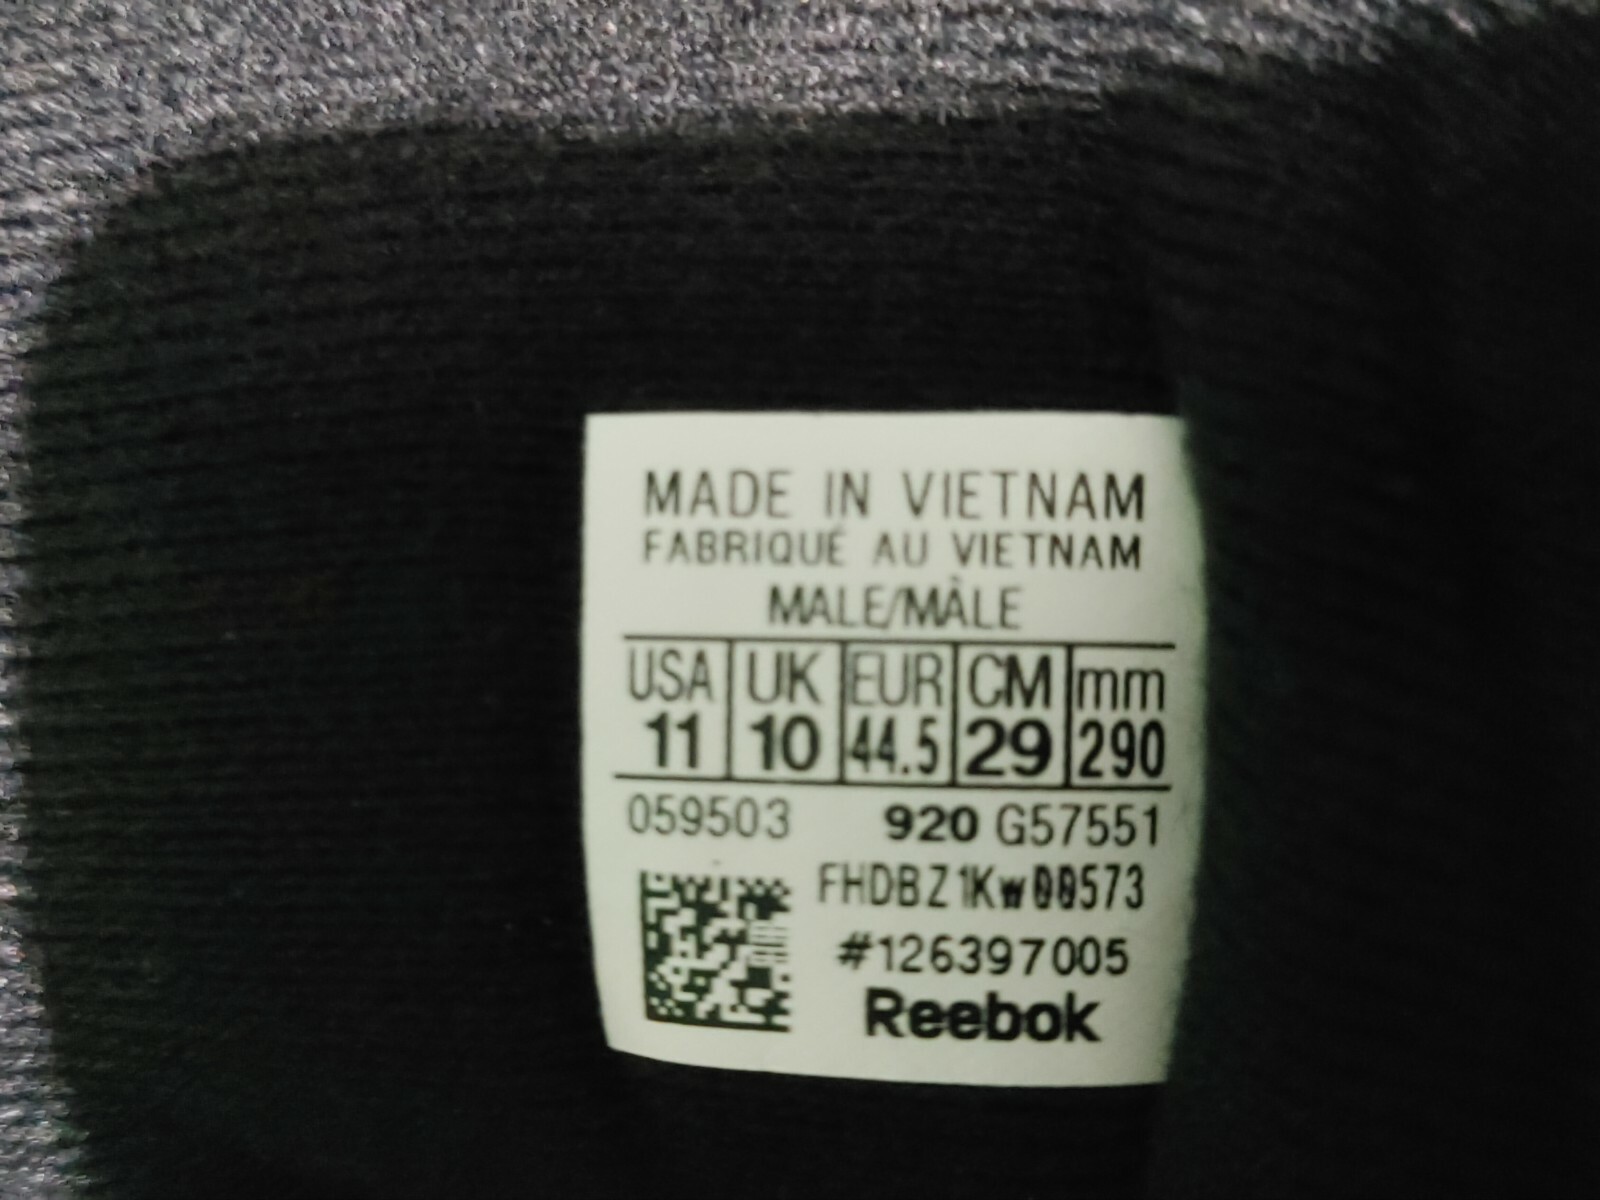 MADE IN VIETNAM
FABRIQUÉ AU VIETNAM
MALE/MÂLE
USA UK EUR CM mm
11 10 44.5 29 290
059503 920 G57551
FHDBZ1Kw00573
#126397005
Reebok